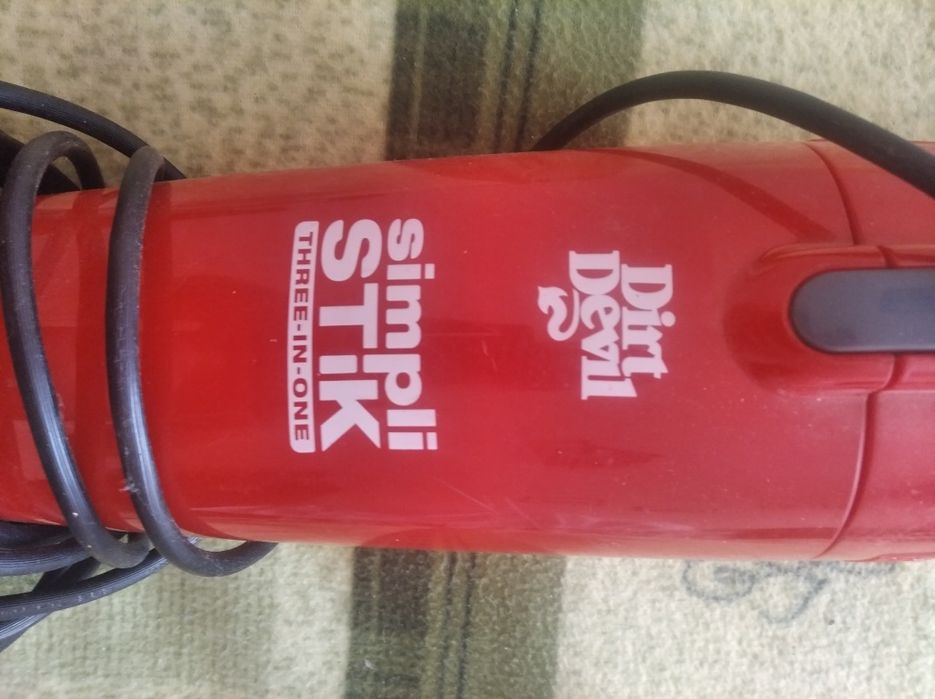 Dirt
Devil
simpli
STiK
THREE-IN-ONE